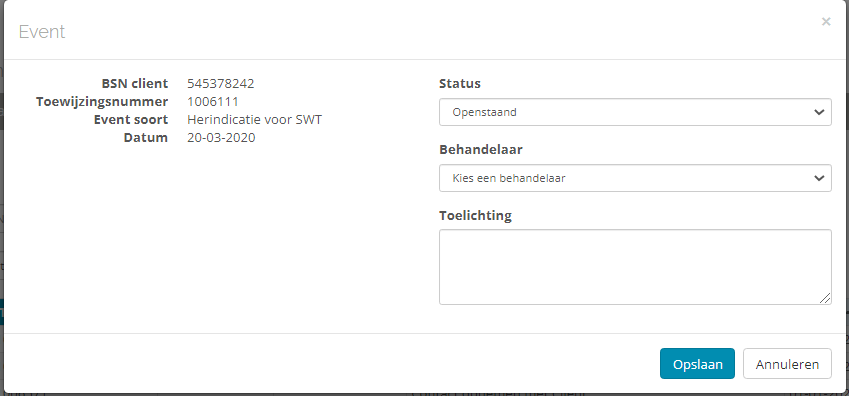 Event
×
BSN client 545378242
Toewijzingsnummer 1006111
Event soort Herindicatie voor SWT
Datum 20-03-2020
Status
Openstaand
Behandelaar
Kies een behandelaar
Toelichting
Opslaan Annuleren